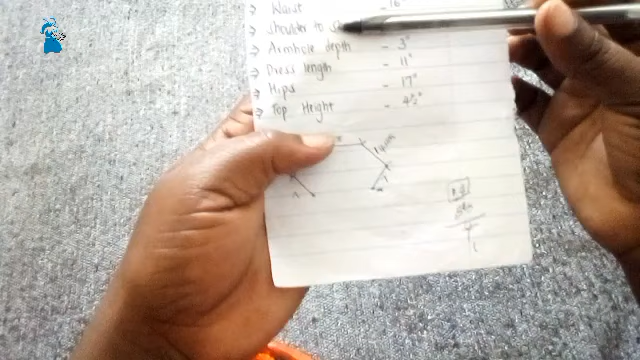 → Waist - 16"
→ Shoulder to
→ Armhole depth - 3"
→ Dress length - 11"
→ Hips - 17"
→ Top Height - 4½"